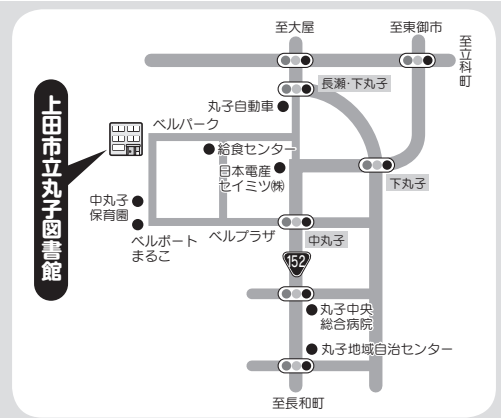 至大屋
至東御市
至立科町
長瀬・下丸子
丸子自動車
ベルパーク
上田市立丸子図書館
給食センター
日本電産
セイミツ㈱
下丸子
中丸子
保育園
ベルポート
まるこ
ベルプラザ
中丸子
152
丸子中央
総合病院
丸子地域自治センター
至長和町